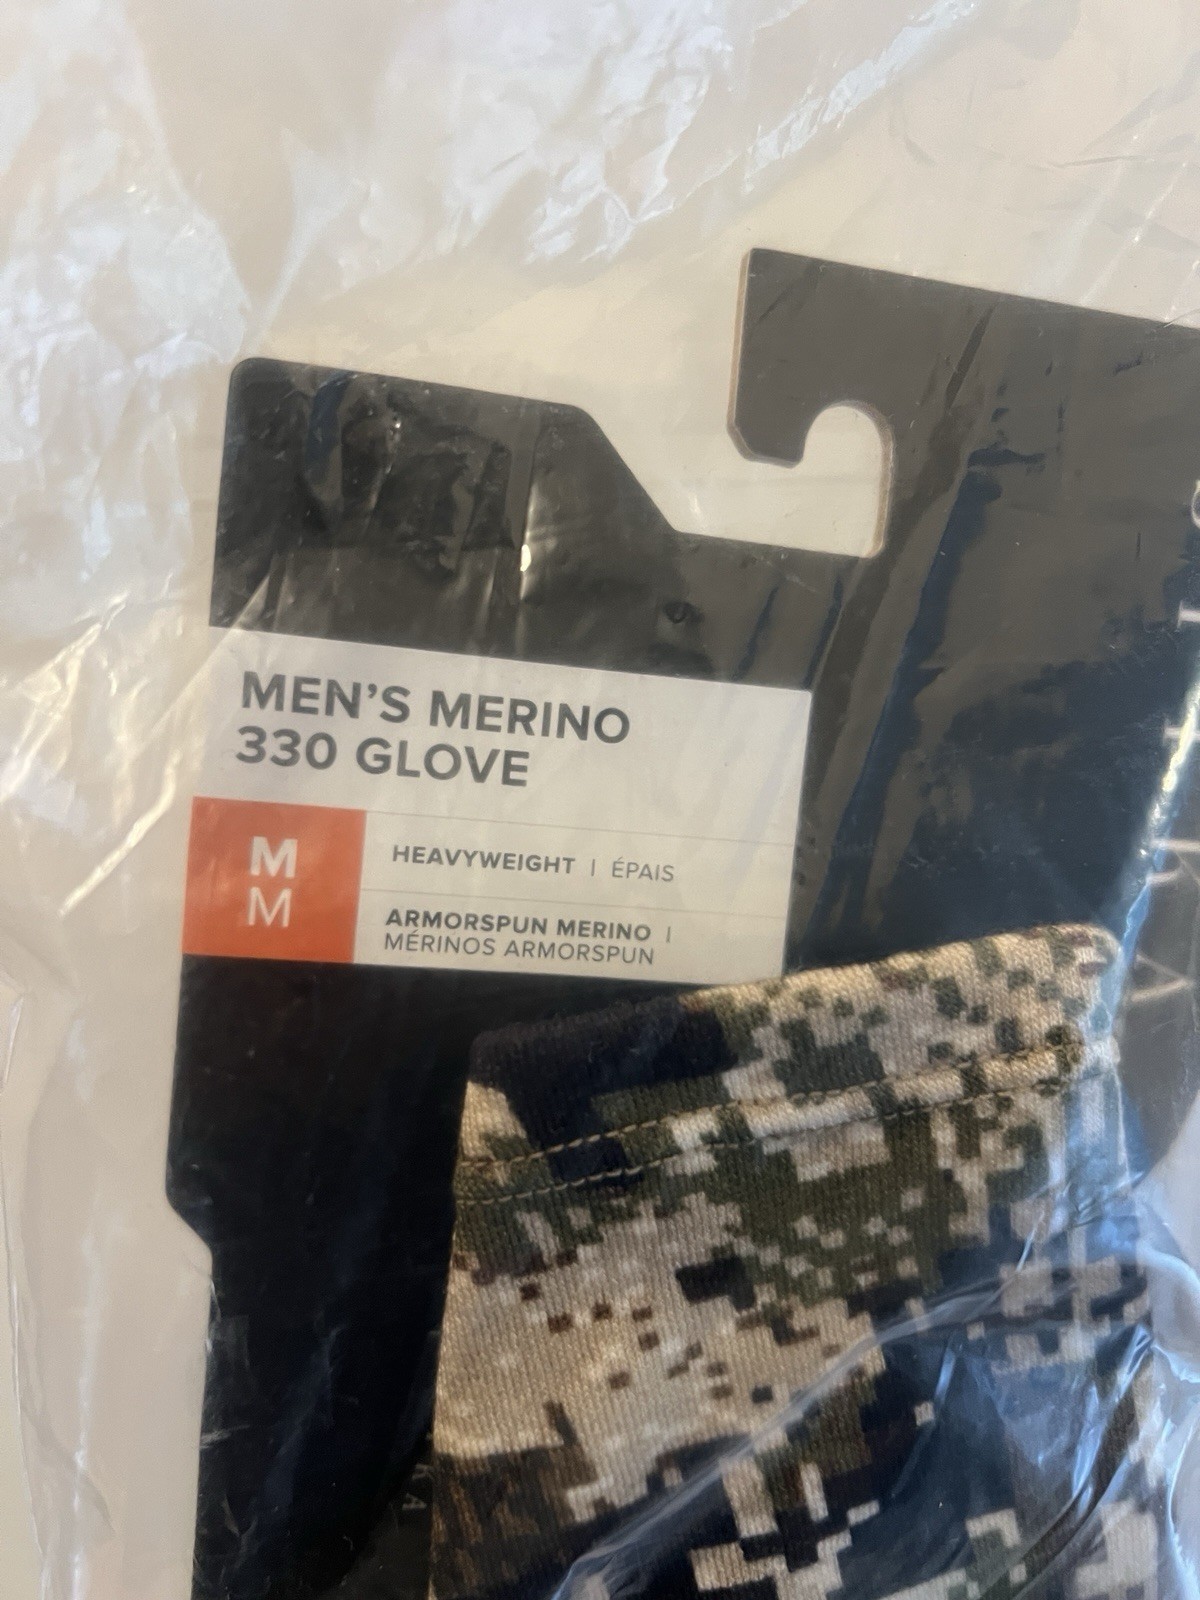 MEN'S MERINO
330 GLOVE
M
M
HEAVYWEIGHT | ÉPAIS
ARMORSPUN MERINO |
MÉRINOS ARMORSPUN